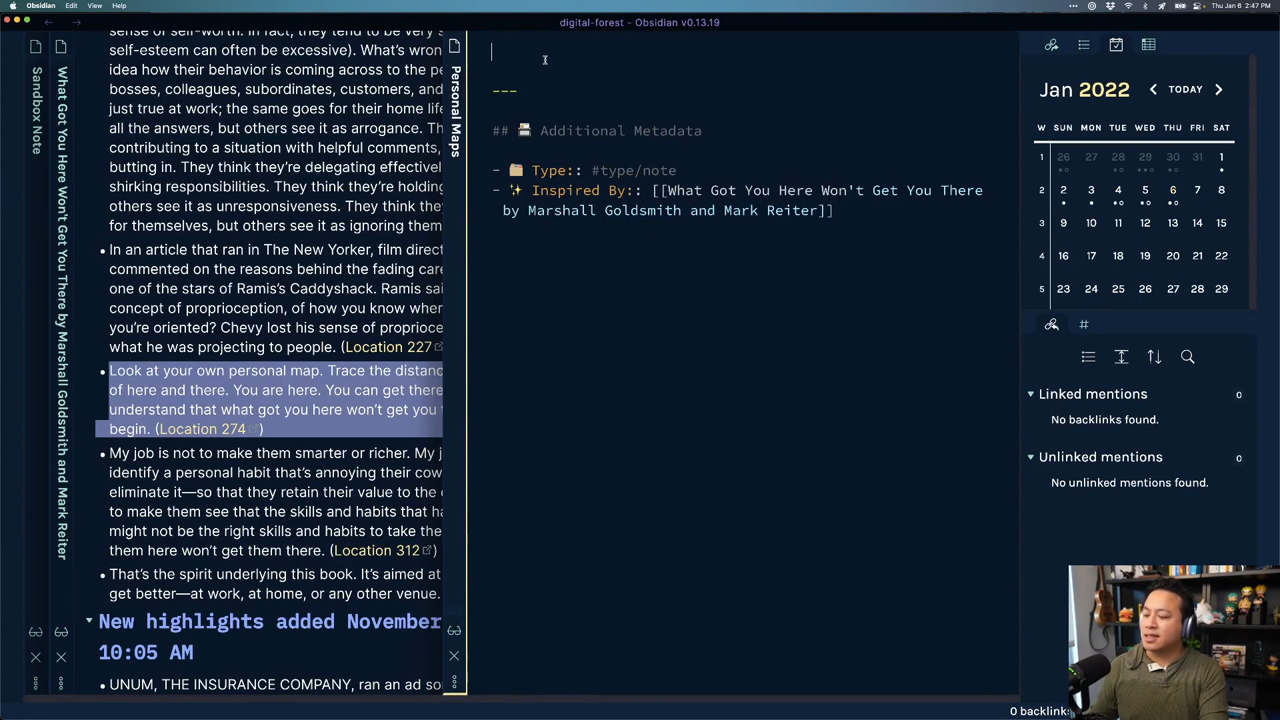 Obsidian Edit View Help
Thu Jan 6 2:47 PM
digital-forest - Obsidian v0.13.19
Sandbox Note
What Got You Here Won't Get You There by Marshall Goldsmith and Mark Reiter
sense of self-worth. In fact, they tend to be very s
self-esteem can often be excessive). What's wrong
idea how their behavior is coming across to the pe
bosses, colleagues, subordinates, customers, and
just true at work; the same goes for their home life
all the answers, but others see it as arrogance. Th
contributing to a situation with helpful comments,
butting in. They think they're delegating effectivel
shirking responsibilities. They think they're holding
others see it as unresponsiveness. They
for themselves, but others see it as ignoring them
In an article that ran in The New Yorker, film direct
commented on the reasons behind the fading care
one of the stars of Ramis's Caddyshack. Ramis sai
concept of proprioception, of how you know wher
you're oriented? Chevy lost his sense of proprioce
what he was projecting to people. (Location 227
Look at your own personal map. Trace the distanc
of here and there. You are here. You can get there
understand that what got you here won't get you t
begin. (Location 274)
My job is not to make them smarter or richer. My j
identify a personal habit that's annoying their cow
eliminate it—so that they retain their value to the
to make them see that the skills and habits that ha
might not be the right skills and habits to take the
them here won't get them there. (Location 312)
That's the spirit underlying this book. It's aimed at
get better—at work, at home, or any other venue.
New highlights added November
10:05 AM
UNUM, THE INSURANCE COMPANY, ran an ad so
Personal Maps
---
## Additional Metadata
- Type:: #type/note
- Inspired By:: [[What Got You Here Won't Get You There
by Marshall Goldsmith and Mark Reiter]]
Jan 2022 TODAY
W SUN MON TUE WED THU FRI SAT
1 26 27 28 29 30 31 1
2 2 3 4 5 6 7 8
3 9 10 11 12 13 14 15
4 16 17 18 19 20 21 22
5 23 24 25 26 27 28 29
#
Linked mentions 0
No backlinks found.
Unlinked mentions 0
No unlinked mentions found.
0 backlinks